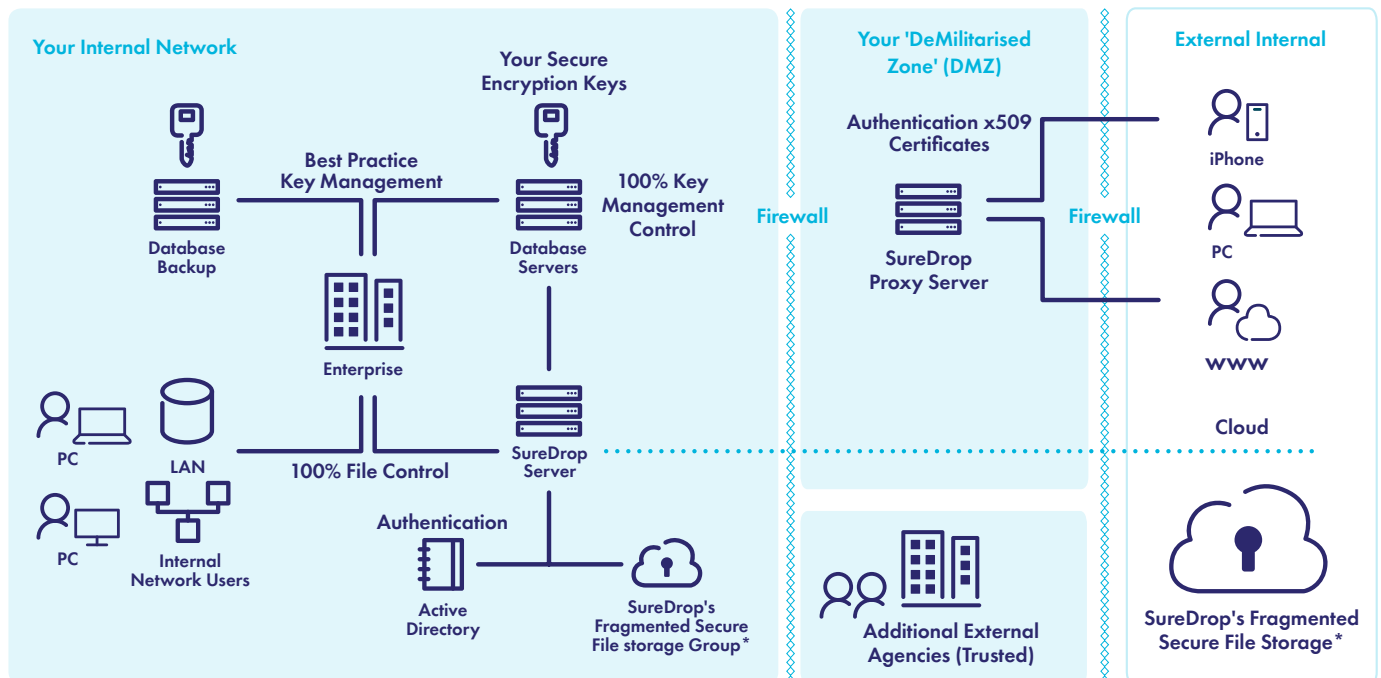 Your Internal Network
Your Secure
Encryption Keys
Best Practice
Key Management
100% Key
Management
Control
Database
Backup
Database
Servers
Enterprise
PC
LAN
100% File Control
SureDrop
Server
PC
Internal
Network Users
Authentication
Active
Directory
SureDrop's
Fragmented Secure
File storage Group*
Firewall
Your 'DeMilitarised
Zone' (DMZ)
Authentication x509
Certificates
SureDrop
Proxy Server
Additional External
Agencies (Trusted)
Firewall
External Internal
iPhone
PC
www
Cloud
SureDrop's Fragmented
Secure File Storage*